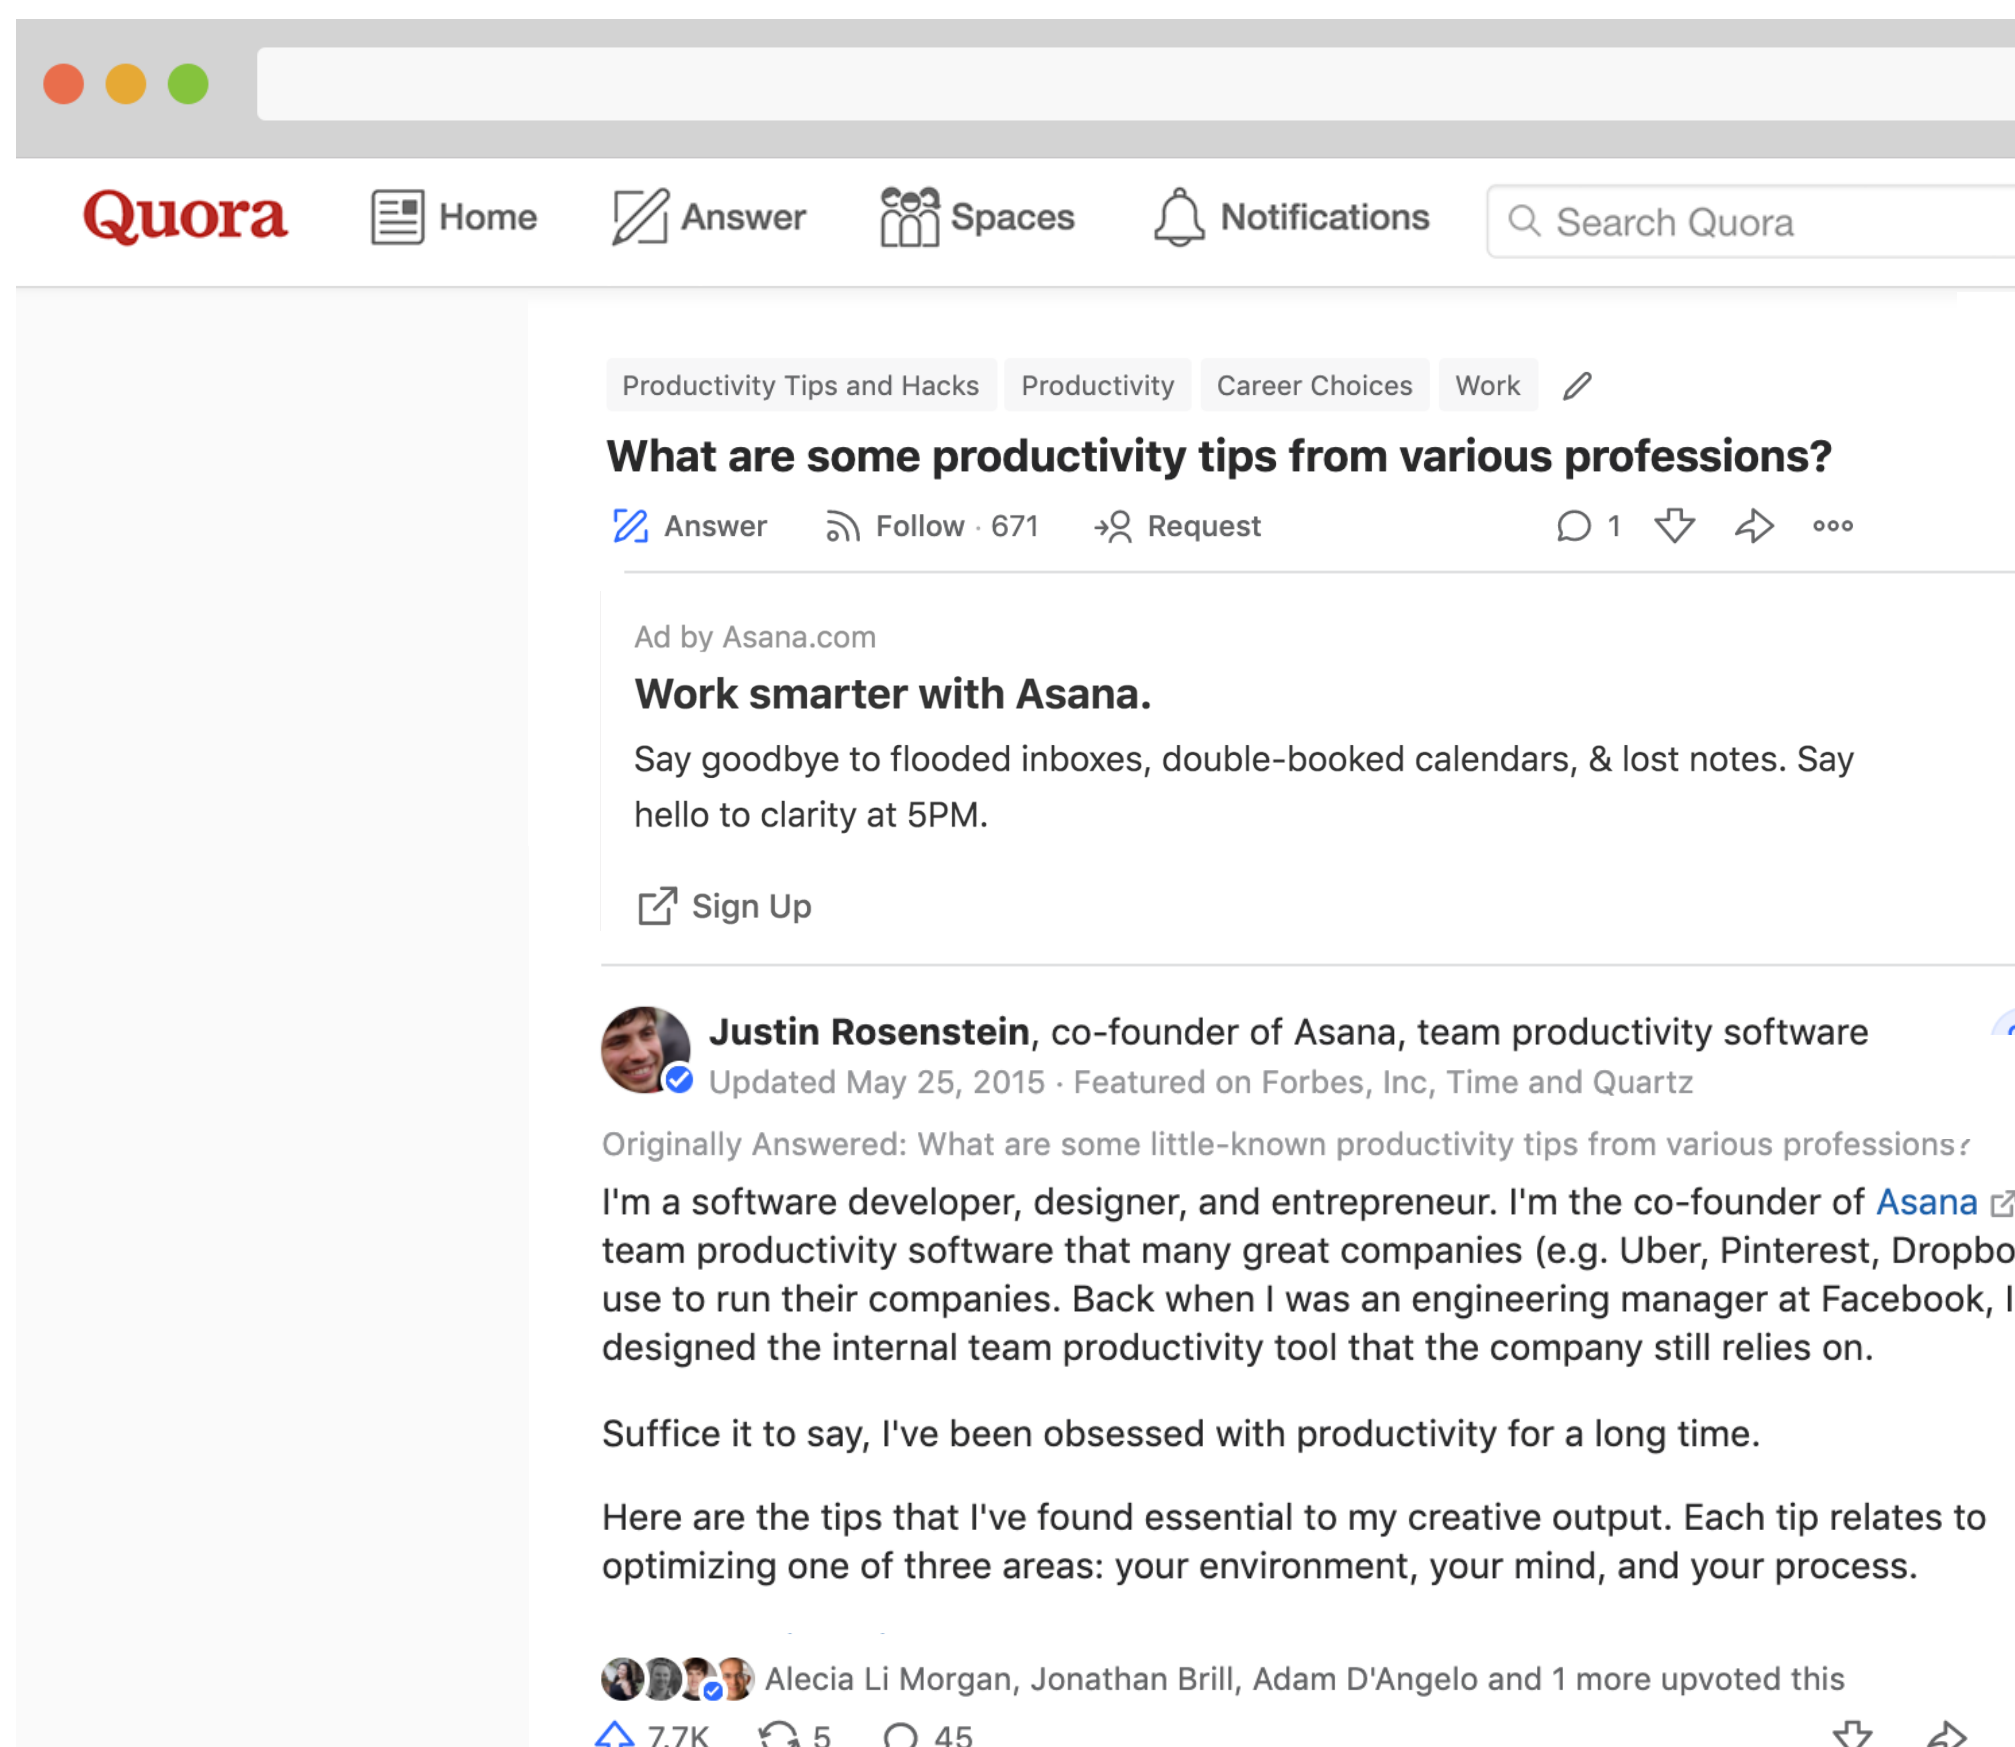 Quora
Home
Answer
Spaces
Notifications
Search Quora
Productivity Tips and Hacks
Productivity
Career Choices
Work
What are some productivity tips from various professions?
Answer
Follow · 671
Request
1
Ad by Asana.com
Work smarter with Asana.
Say goodbye to flooded inboxes, double-booked calendars, & lost notes. Say
hello to clarity at 5PM.
Sign Up
Justin Rosenstein, co-founder of Asana, team productivity software
Updated May 25, 2015 · Featured on Forbes, Inc, Time and Quartz
Originally Answered: What are some little-known productivity tips from various professions?
I'm a software developer, designer, and entrepreneur. I'm the co-founder of Asana
team productivity software that many great companies (e.g. Uber, Pinterest, Dropbo
use to run their companies. Back when I was an engineering manager at Facebook, I
designed the internal team productivity tool that the company still relies on.
Suffice it to say, I've been obsessed with productivity for a long time.
Here are the tips that I've found essential to my creative output. Each tip relates to
optimizing one of three areas: your environment, your mind, and your process.
Alecia Li Morgan, Jonathan Brill, Adam D'Angelo and 1 more upvoted this
7.7K
5
45